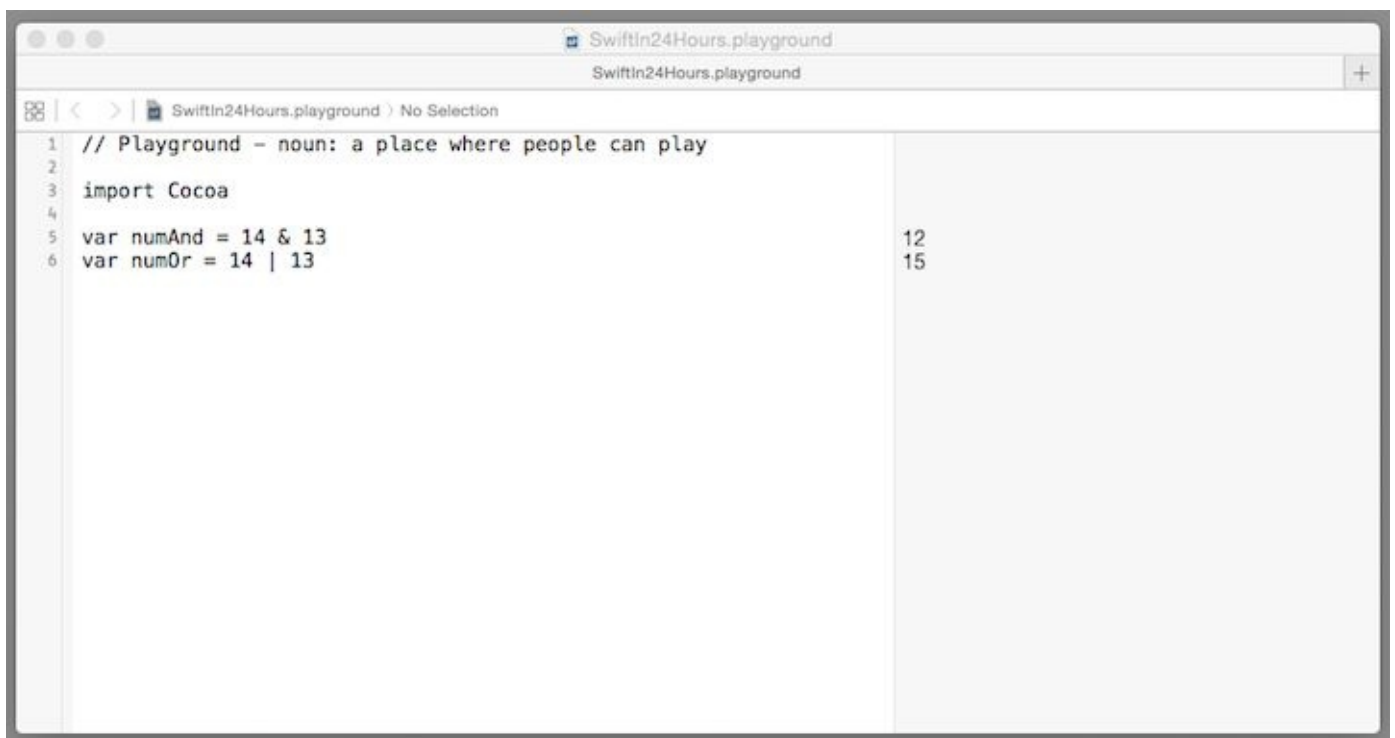 SwiftIn24Hours.playground
SwiftIn24Hours.playground +
SwiftIn24Hours.playground 〉 No Selection
1 // Playground – noun: a place where people can play
2
3 import Cocoa
4
5 var numAnd = 14 & 13 12
6 var numOr = 14 | 13 15